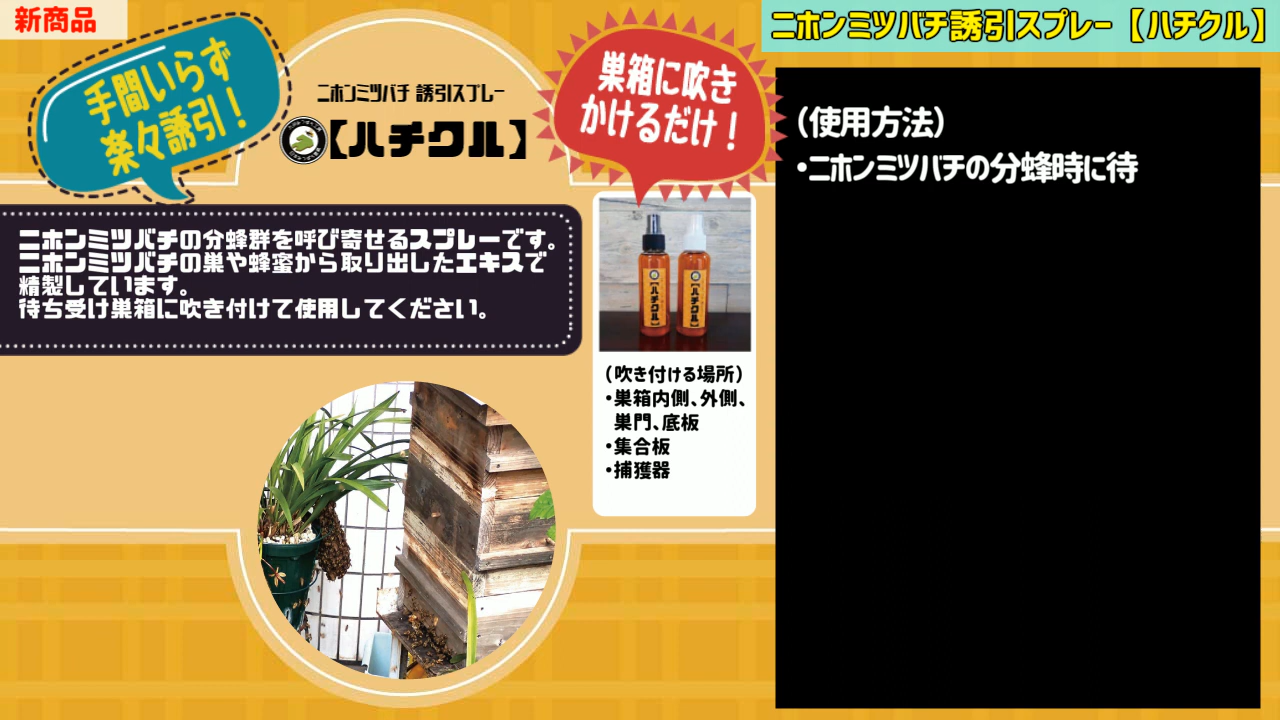 新商品
手間いらず
楽々誘引！
ニホンミツバチ 誘引スプレー
【ハチクル】
巣箱に吹き
かけるだけ！
ニホンミツバチ誘引スプレー【ハチクル】
ニホンミツバチの分蜂群を呼び寄せるスプレーです。
ニホンミツバチの巣や蜂蜜から取り出したエキスで
精製しています。
待ち受け巣箱に吹き付けて使用してください。
【ハチクル】
【ハチクル】
（吹き付ける場所）
・巣箱内側、外側、
巣門、底板
・集合板
・捕獲器
（使用方法）
・ニホンミツバチの分蜂時に待